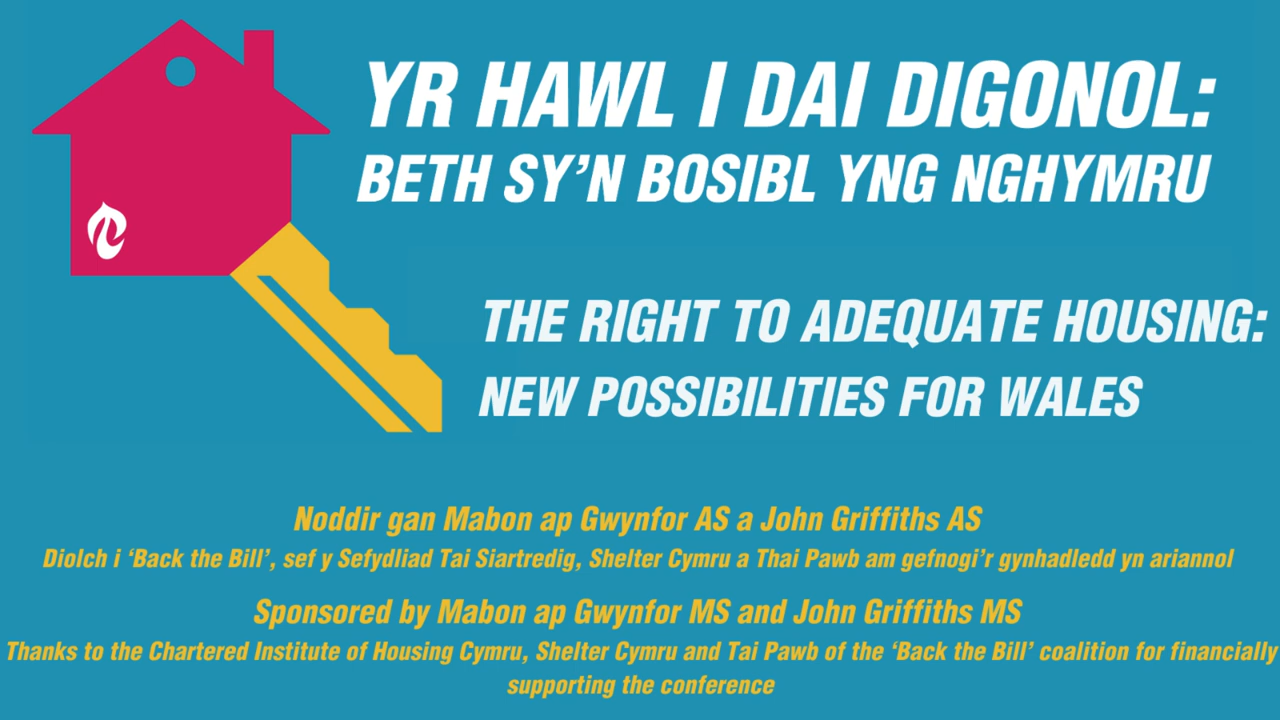 YR HAWL I DAI DIGONOL:
BETH SY’N BOSIBL YNG NGHYMRU
THE RIGHT TO ADEQUATE HOUSING:
NEW POSSIBILITIES FOR WALES
Noddir gan Mabon ap Gwynfor AS a John Griffiths AS
Diolch i ‘Back the Bill’, sef y Sefydliad Tai Siartredig, Shelter Cymru a Thai Pawb am gefnogi’r gynhadledd yn ariannol
Sponsored by Mabon ap Gwynfor MS and John Griffiths MS
Thanks to the Chartered Institute of Housing Cymru, Shelter Cymru and Tai Pawb of the ‘Back the Bill’ coalition for financially
supporting the conference